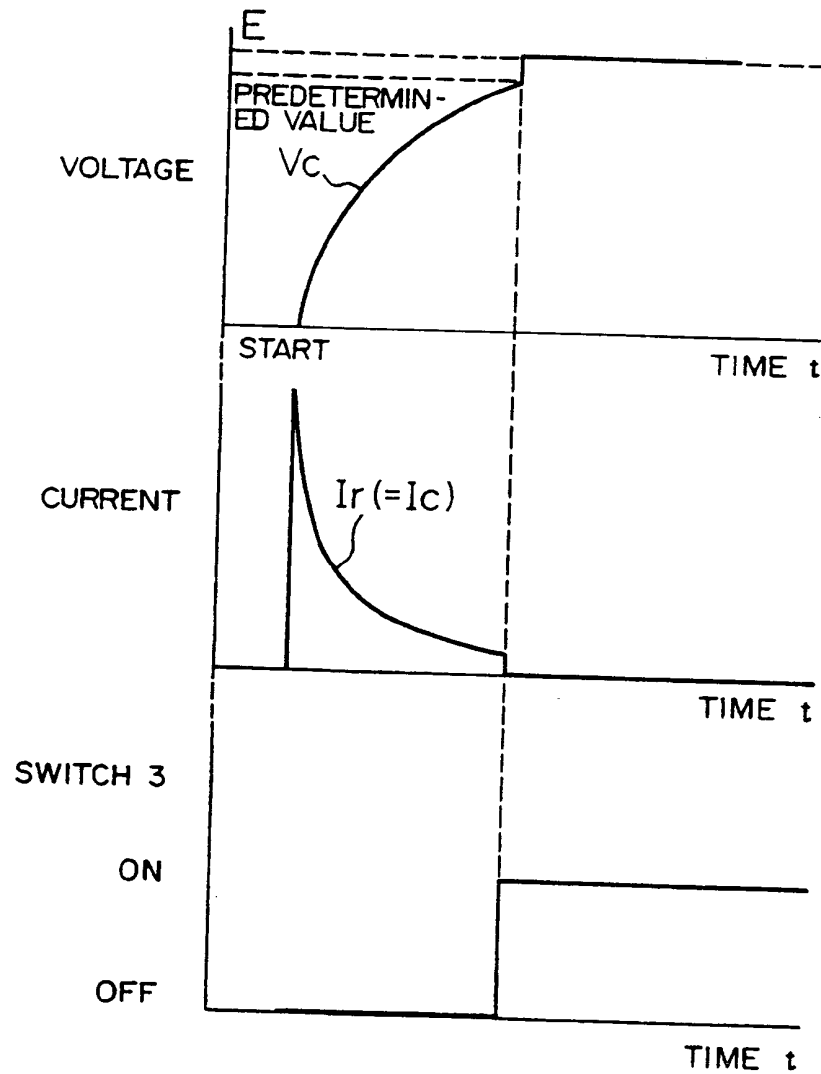 E
PREDETERMIN-
ED VALUE
VOLTAGE
Vc
START
TIME t
CURRENT
Ir (=Ic)
TIME t
SWITCH 3
ON
OFF
TIME t